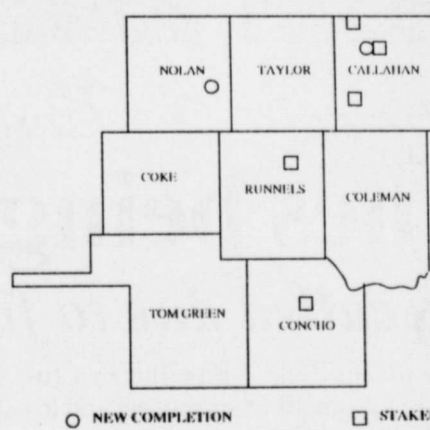 NOLAN TAYLOR CALLAHAN
COKE RUNNELS COLEMAN
TOM GREEN CONCHO
NEW COMPLETION STAKE